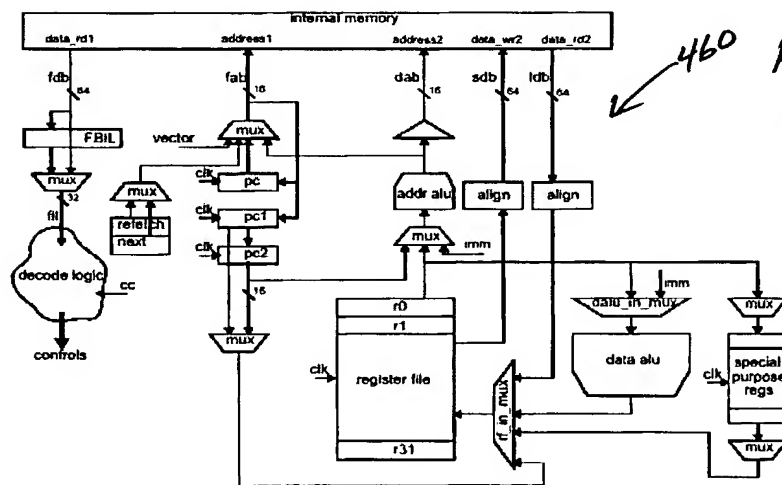 internal memory
data_rd1 address1 address2 data_wr2 data_rd2
460
fdb fab dab sdb ldb
64 16 16 64 64
FBIL
vector
mux
mux
mux
clk pc
clk pc1
clk pc2
refetch
next
32
fil
addr alu
align
align
mux
imm
decode logic
cc
16
controls
mux
r0
r1
clk
register file
r31
rf_in_mux
imm
dalu_in_mux
data alu
mux
clk
special
purpose
regs
mux